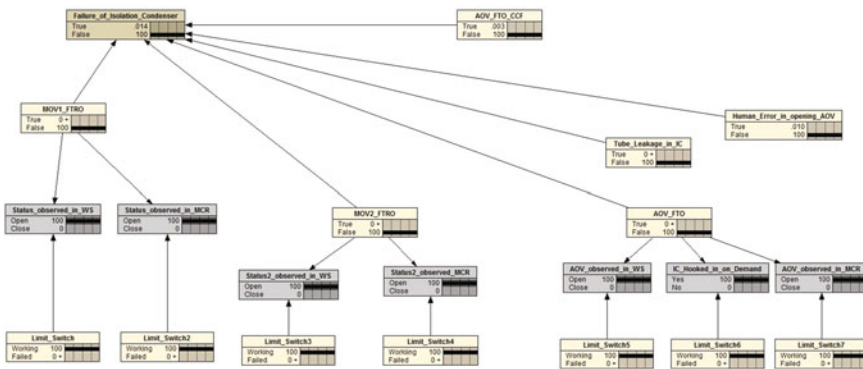 Failure_of_Isolation_Condenser
True .014
False 100
AOV_FTO_CCF
True .003
False 100
MOV1_FTRO
True 0 +
False 100
Human_Error_in_opening_AOV
True .010
False 100
Tube_Leakage_in_IC
True 0 +
False 100
Status_observed_in_WS
Open 100
Close 0
Status_observed_in_MCR
Open 100
Close 0
MOV2_FTRO
True 0 +
False 100
AOV_FTO
True 0 +
False 100
Status2_observed_in_WS
Open 100
Close 0
Status2_observed_MCR
Open 100
Close 0
AOV_observed_in_WS
Open 100
Close 0
IC_Hooked_in_on_Demand
Yes 100
No 0
AOV_observed_in_MCR
Open 100
Close 0
Limit_Switch
Working 100
Failed 0 +
Limit_Switch2
Working 100
Failed 0 +
Limit_Switch3
Working 100
Failed 0 +
Limit_Switch4
Working 100
Failed 0 +
Limit_Switch5
Working 100
Failed 0 +
Limit_Switch6
Working 100
Failed 0 +
Limit_Switch7
Working 100
Failed 0 +